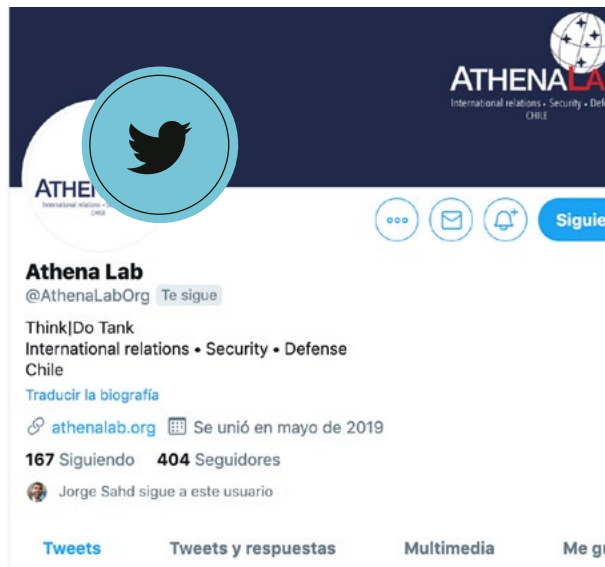 ATHENALA
International relations • Security • Def
CHILE
ATHE
CHILE
Siguie
Athena Lab
@AthenaLabOrg Te sigue
Think|Do Tank
International relations • Security • Defense
Chile
Traducir la biografía
athenalab.org Se unió en mayo de 2019
167 Siguiendo 404 Seguidores
Jorge Sahd sigue a este usuario
Tweets Tweets y respuestas Multimedia Me g